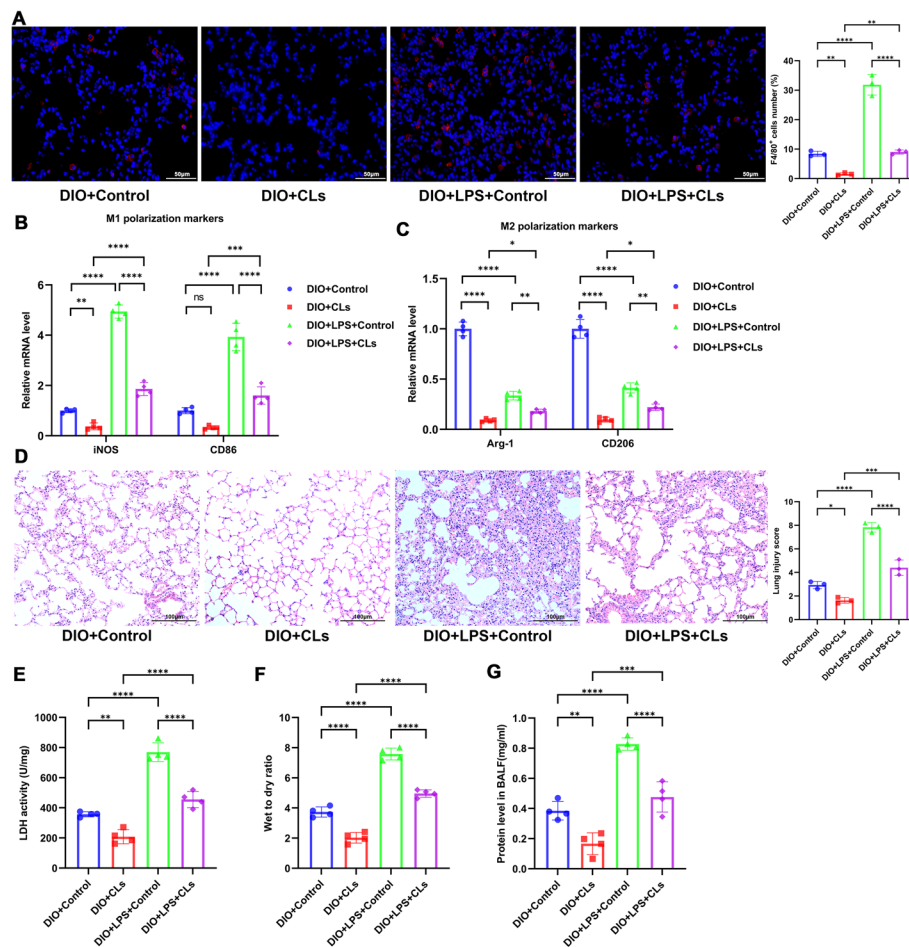 A
50μm
50μm
50μm
50μm
DIO+Control
DIO+CLs
DIO+LPS+Control
DIO+LPS+CLs
F4/80+ cells number (%)
40
30
20
10
0
**
****
**
****
DIO+Control
DIO+CLs
DIO+LPS+Control
DIO+LPS+CLs
B
M1 polarization markers
Relative mRNA level
6
4
2
0
****
***
****
****
**
****
ns
****
iNOS
CD86
DIO+Control
DIO+CLs
DIO+LPS+Control
DIO+LPS+CLs
C
M2 polarization markers
Relative mRNA level
1.5
1.0
0.5
0.0
*
*
****
****
****
**
****
**
Arg-1
CD206
DIO+Control
DIO+CLs
DIO+LPS+Control
DIO+LPS+CLs
D
100μm
100μm
100μm
100μm
DIO+Control
DIO+CLs
DIO+LPS+Control
DIO+LPS+CLs
Lung injury score
10
8
6
4
2
0
***
****
*
****
DIO+Control
DIO+CLs
DIO+LPS+Control
DIO+LPS+CLs
E
LDH activity (U/mg)
1000
800
600
400
200
0
****
****
**
****
DIO+Control
DIO+CLs
DIO+LPS+Control
DIO+LPS+CLs
F
Wet to dry ratio
10
8
6
4
2
0
****
****
****
****
DIO+Control
DIO+CLs
DIO+LPS+Control
DIO+LPS+CLs
G
Protein level in BALF(mg/ml)
1.0
0.8
0.6
0.4
0.2
0.0
***
****
**
****
DIO+Control
DIO+CLs
DIO+LPS+Control
DIO+LPS+CLs